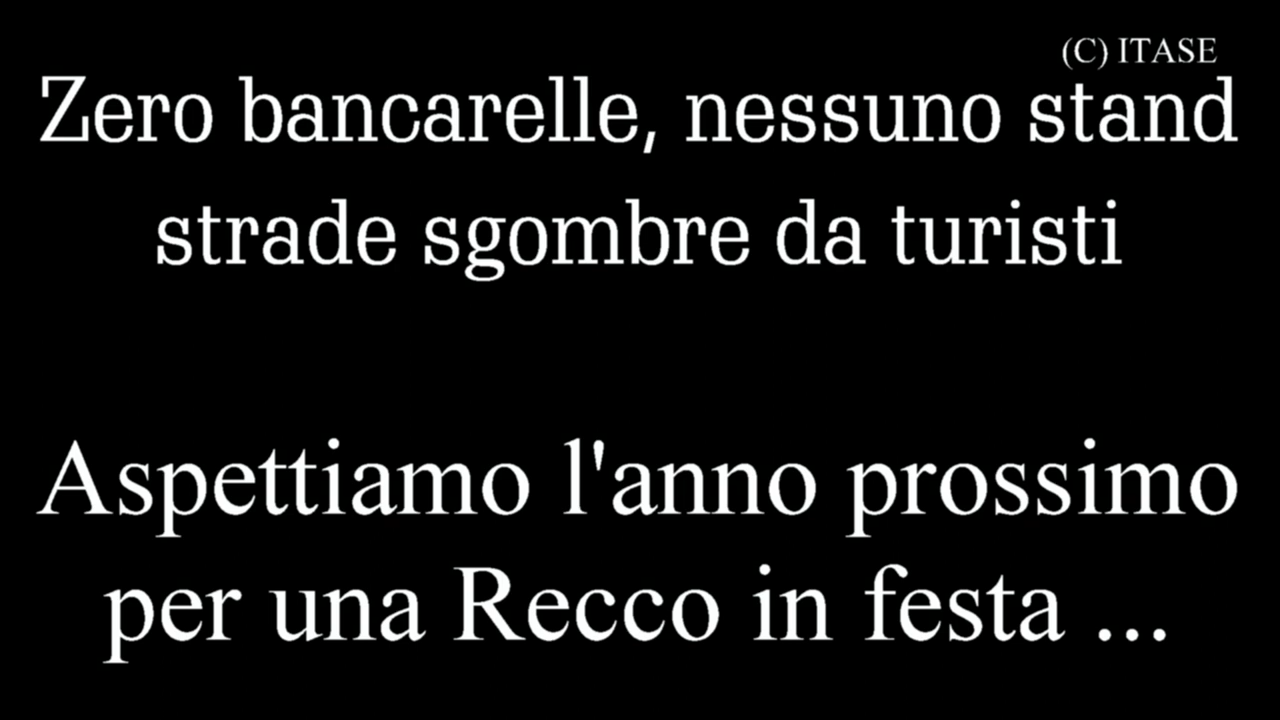 (C) ITASE
Zero bancarelle, nessuno stand
strade sgombre da turisti
Aspettiamo l'anno prossimo
per una Recco in festa ...